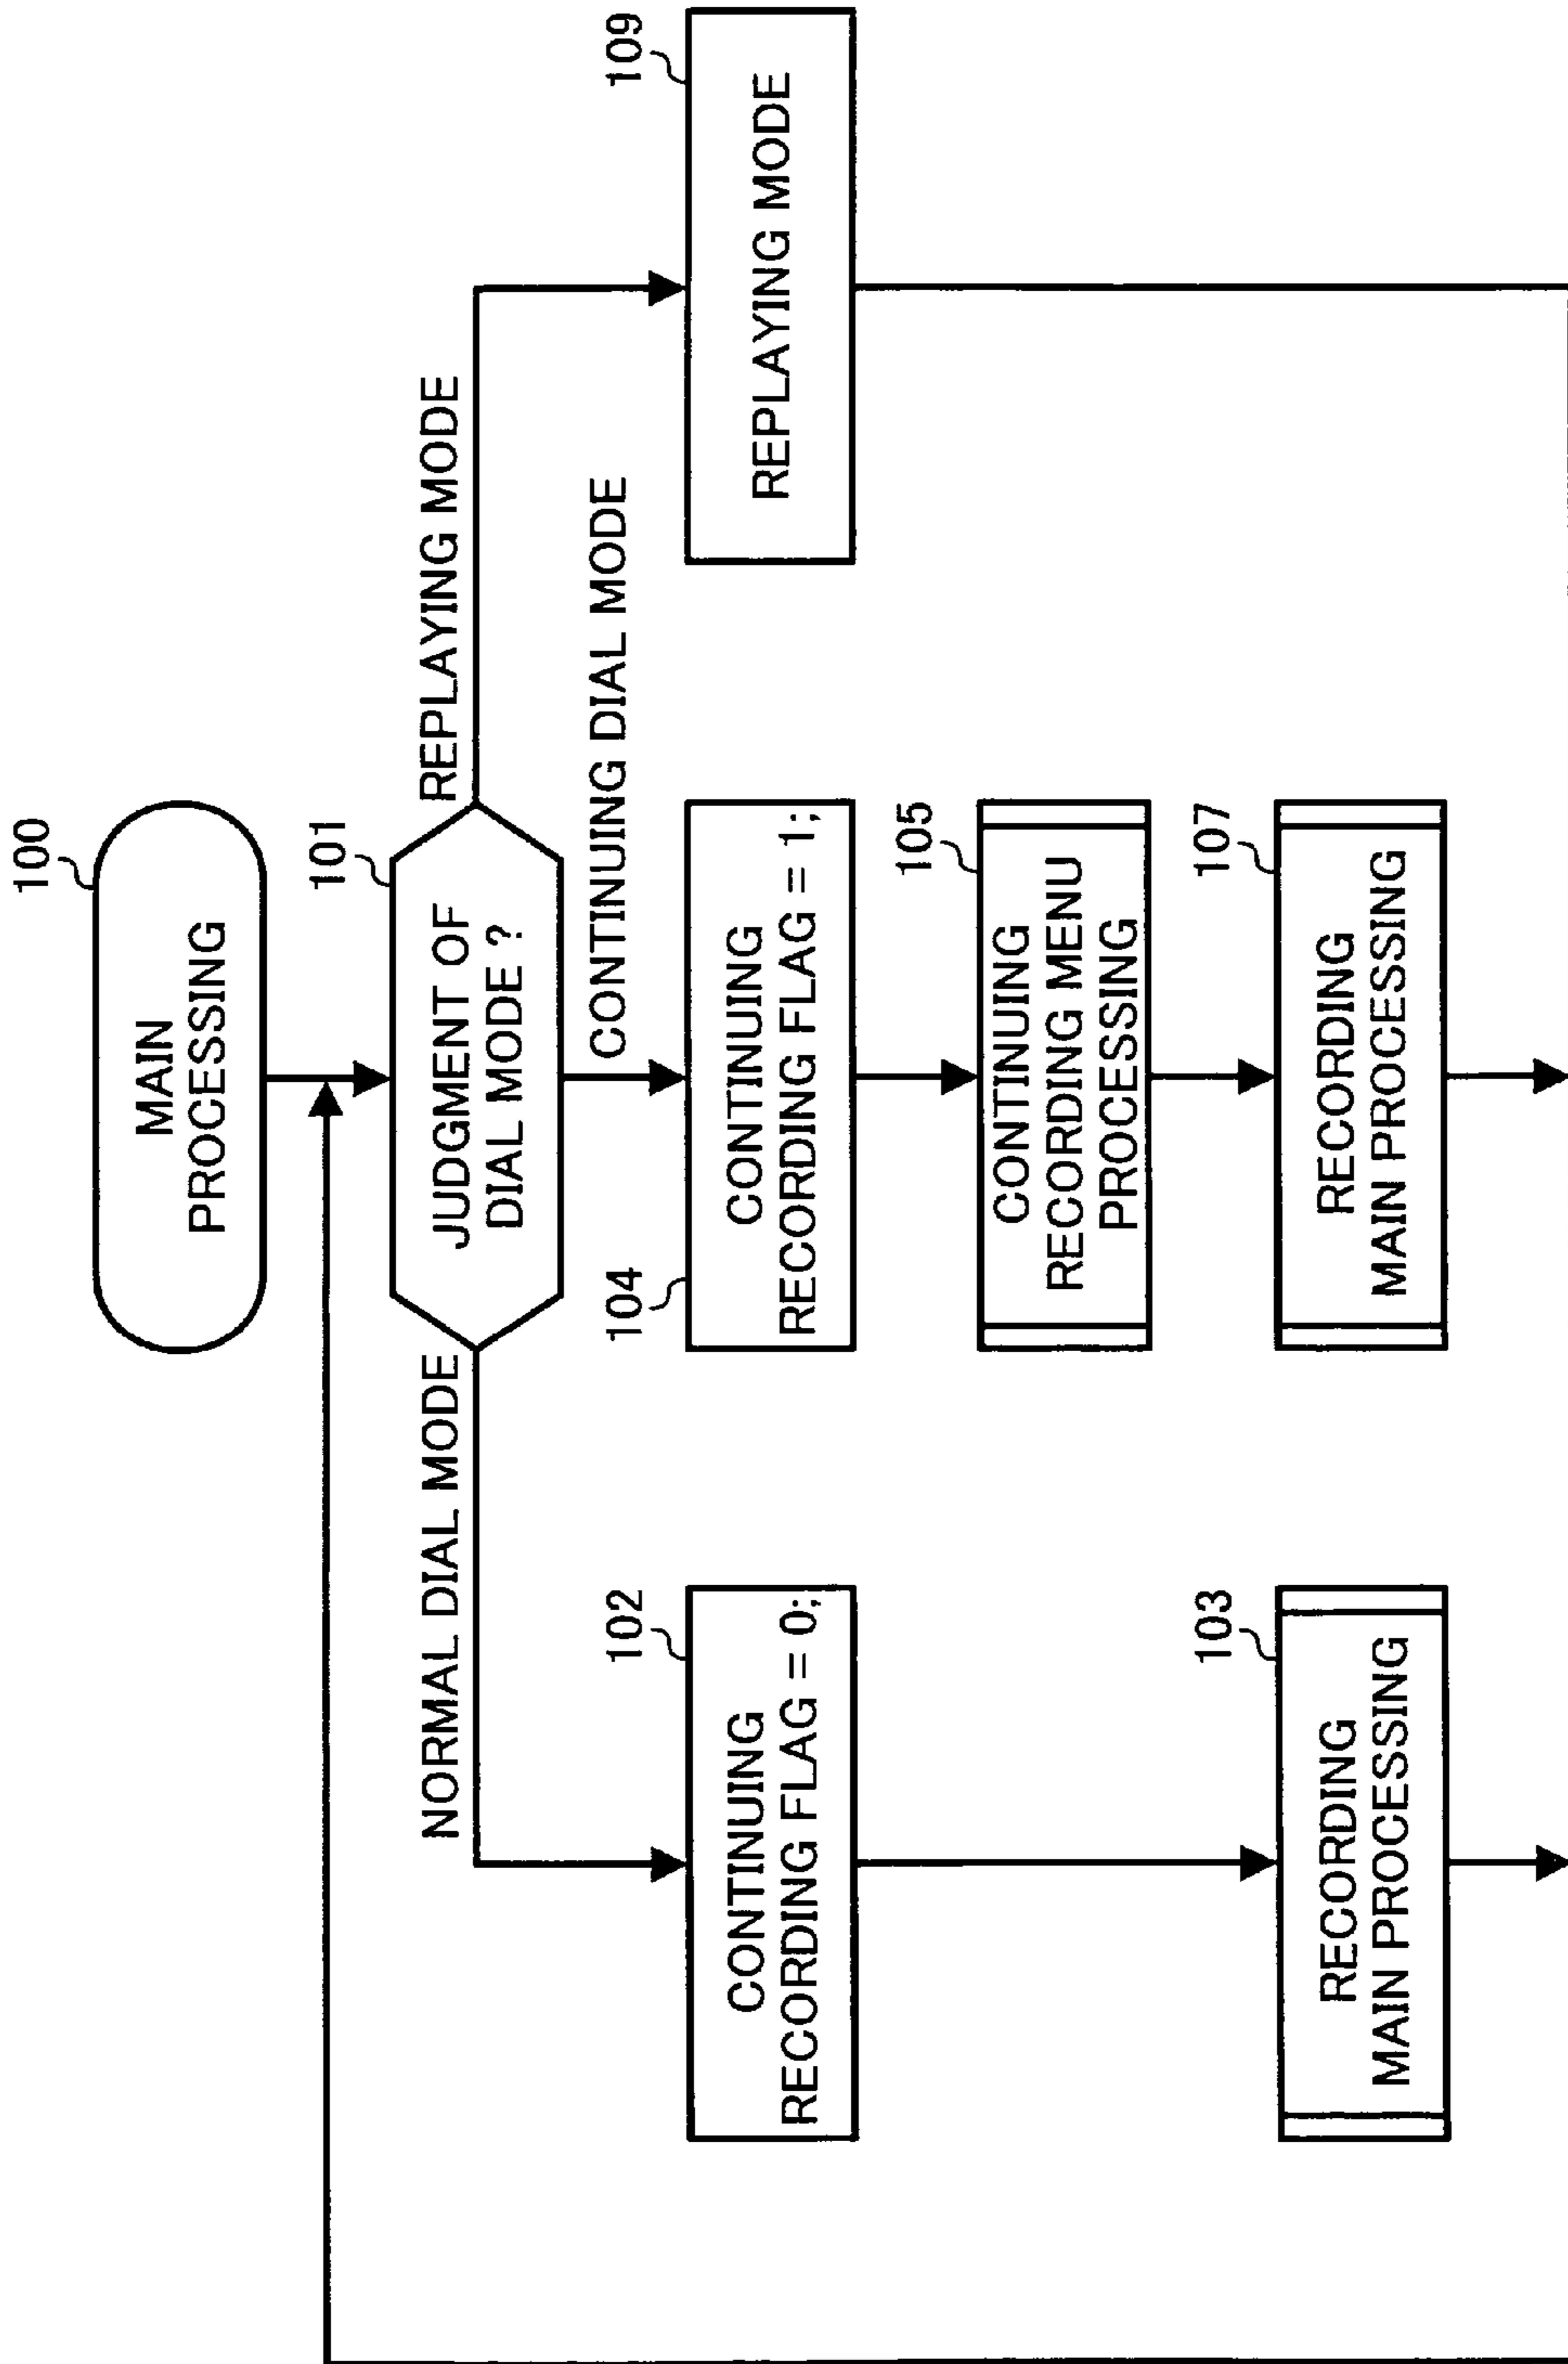 100
MAIN
PROCESSING
101
JUDGMENT OF
DIAL MODE ?
NORMAL DIAL MODE
REPLAYING MODE
CONTINUING DIAL MODE
102
CONTINUING
RECORDING FLAG = 0;
104
CONTINUING
RECORDING FLAG = 1;
109
REPLAYING MODE
105
CONTINUING
RECORDING MENU
PROCESSING
103
RECORDING
MAIN PROCESSING
107
RECORDING
MAIN PROCESSING